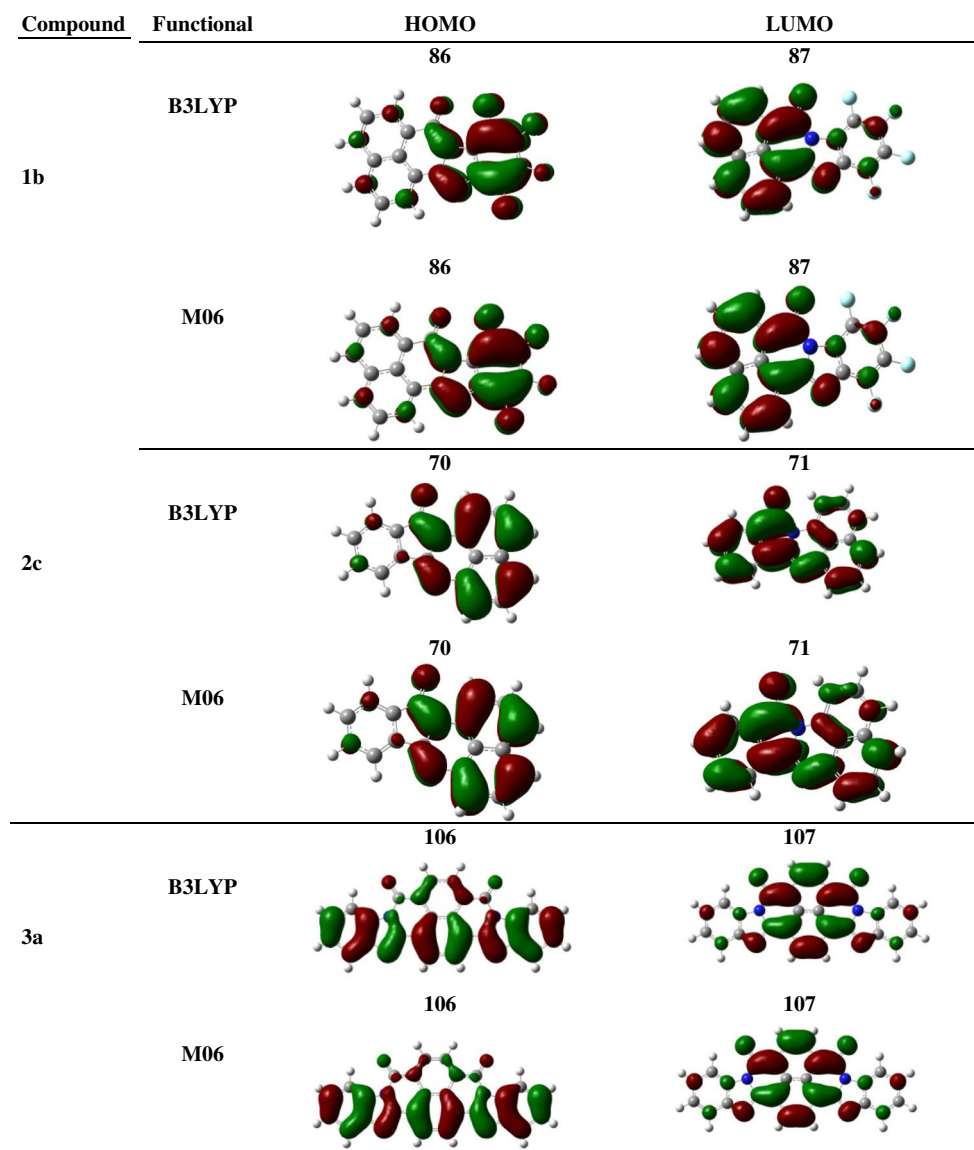 Compound Functional HOMO LUMO
86 87
B3LYP
1b
86 87
M06
70 71
B3LYP
2c
70 71
M06
106 107
B3LYP
3a
106 107
M06